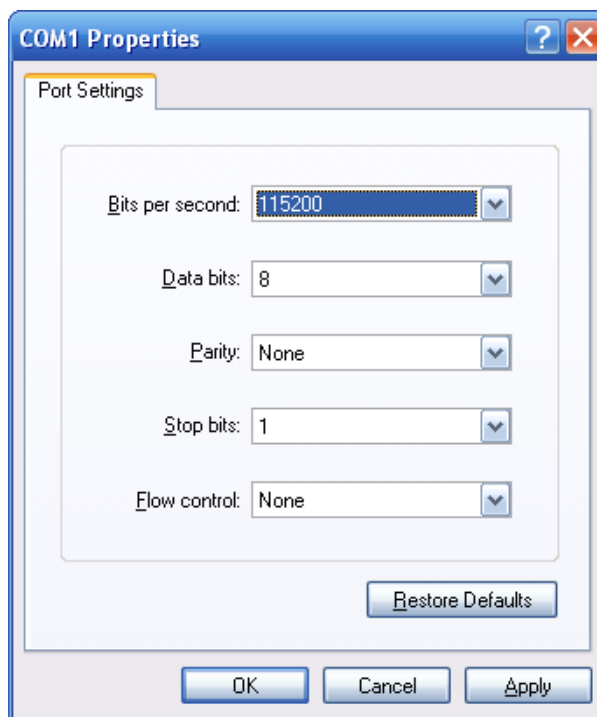 COM1 Properties
Port Settings
Bits per second: 115200
Data bits: 8
Parity: None
Stop bits: 1
Flow control: None
Restore Defaults
OK Cancel Apply